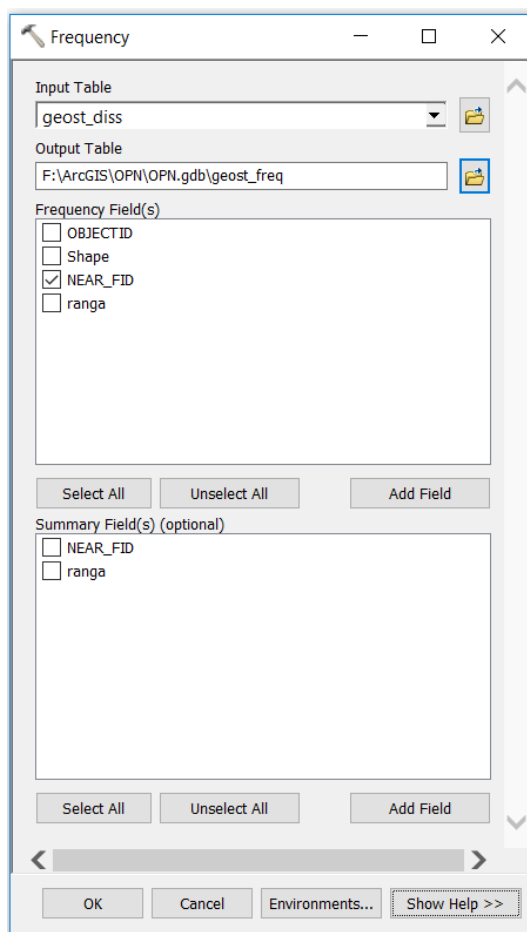 Frequency
Input Table
geost_diss
Output Table
F:\ArcGIS\OPN\OPN.gdb\geost_freq
Frequency Field(s)
OBJECTID
Shape
NEAR_FID
ranga
Select All Unselect All Add Field
Summary Field(s) (optional)
NEAR_FID
ranga
Select All Unselect All Add Field
OK Cancel Environments... Show Help >>